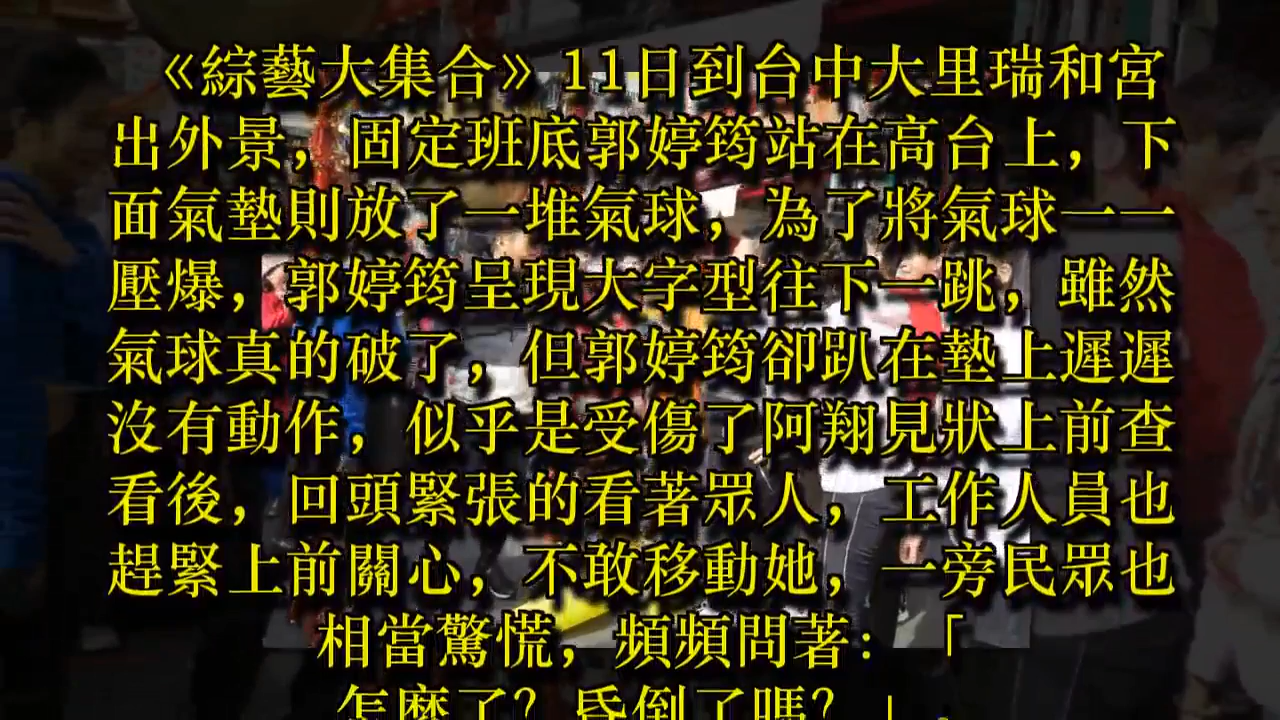 《綜藝大集合》11日到台中大里瑞和宮
出外景，固定班底郭婷筠站在高台上，下
面氣墊則放了一堆氣球，為了將氣球一一
壓爆，郭婷筠呈現大字型往下一跳，雖然
氣球真的破了，但郭婷筠卻趴在墊上遲遲
沒有動作，似乎是受傷了阿翔見狀上前查
看後，回頭緊張的看著眾人，工作人員也
趕緊上前關心，不敢移動她，一旁民眾也
相當驚慌，頻頻問著：「
怎麼了？昏倒了嗎？」，